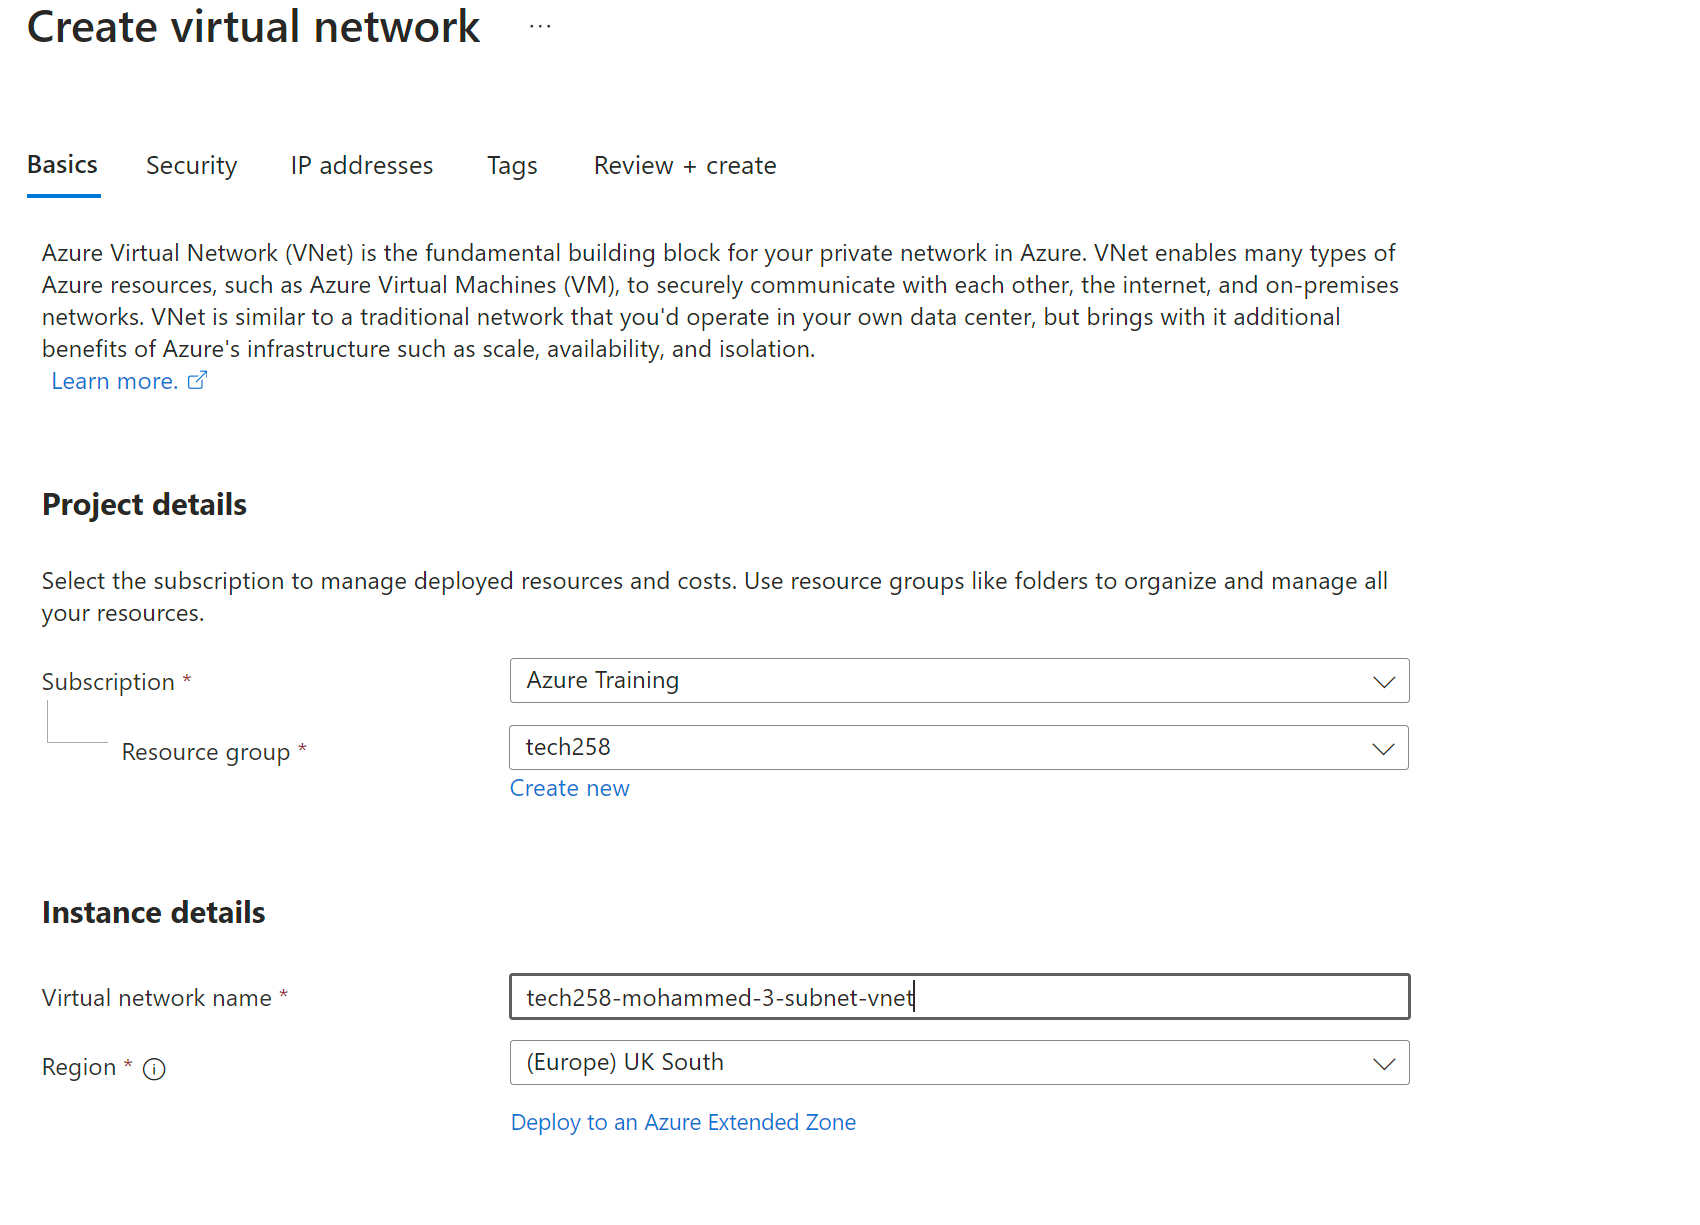 Create virtual network ...
Basics Security IP addresses Tags Review + create
Azure Virtual Network (VNet) is the fundamental building block for your private network in Azure. VNet enables many types of
Azure resources, such as Azure Virtual Machines (VM), to securely communicate with each other, the internet, and on-premises
networks. VNet is similar to a traditional network that you'd operate in your own data center, but brings with it additional
benefits of Azure's infrastructure such as scale, availability, and isolation.
Learn more.
Project details
Select the subscription to manage deployed resources and costs. Use resource groups like folders to organize and manage all
your resources.
Subscription * Azure Training
Resource group * tech258
Create new
Instance details
Virtual network name * tech258-mohammed-3-subnet-vnet
Region * (Europe) UK South
Deploy to an Azure Extended Zone